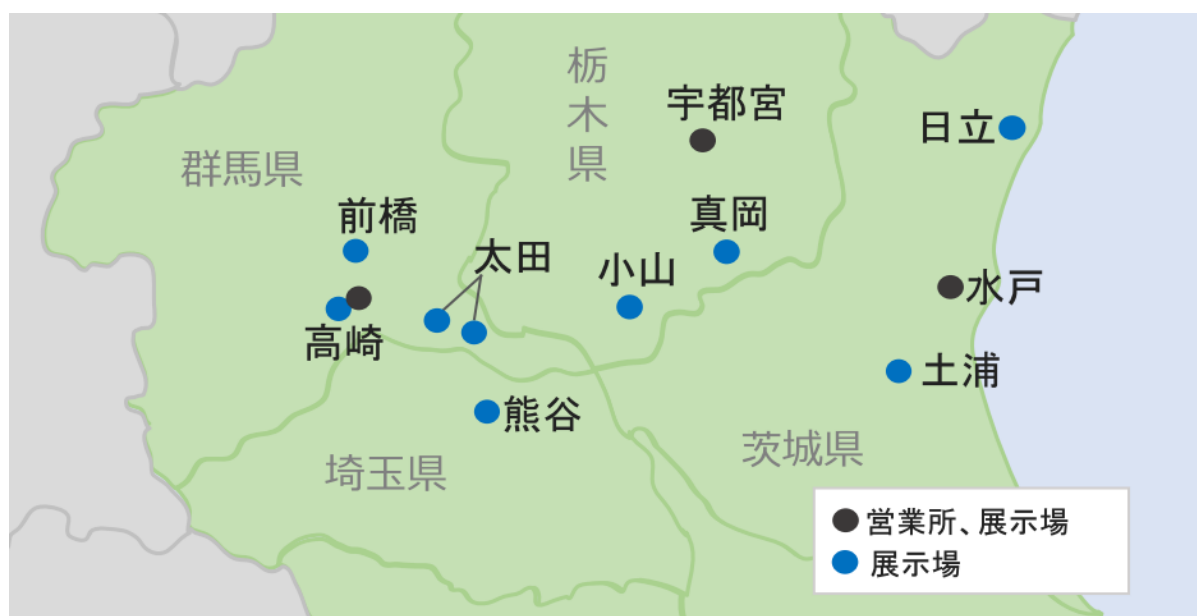 栃木県
宇都宮
日立
群馬県
前橋
真岡
太田
小山
水戸
高崎
土浦
熊谷
茨城県
埼玉県
営業所、展示場
展示場